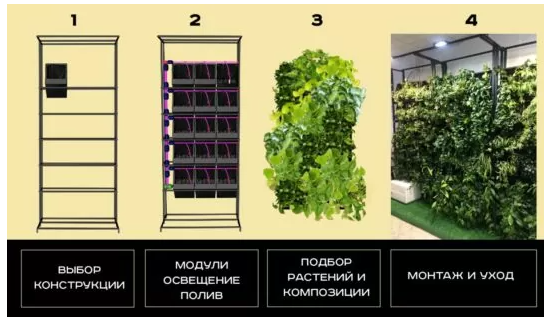 1
2
3
4
ВЫБОР
КОНСТРУКЦИИ
МОДУЛИ
ОСВЕЩЕНИЕ
ПОЛИВ
ПОДБОР
РАСТЕНИЙ И
КОМПОЗИЦИИ
МОНТАЖ И УХОД